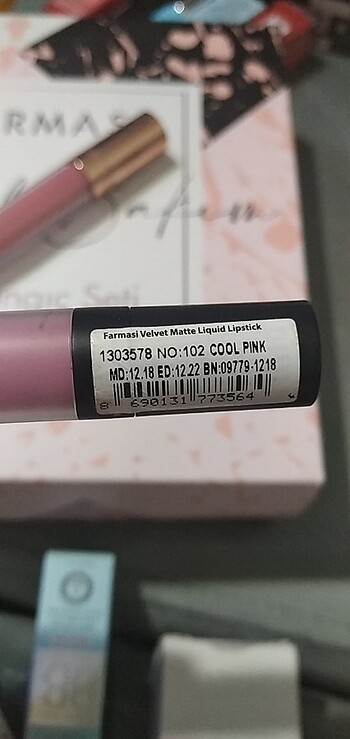 RMAS
Farmasi Velvet Matte Liquid Lipstick
1303578 NO:102 COOL PINK
MD:12.18 ED:12.22 BN:09779-1218
8 690131 773564